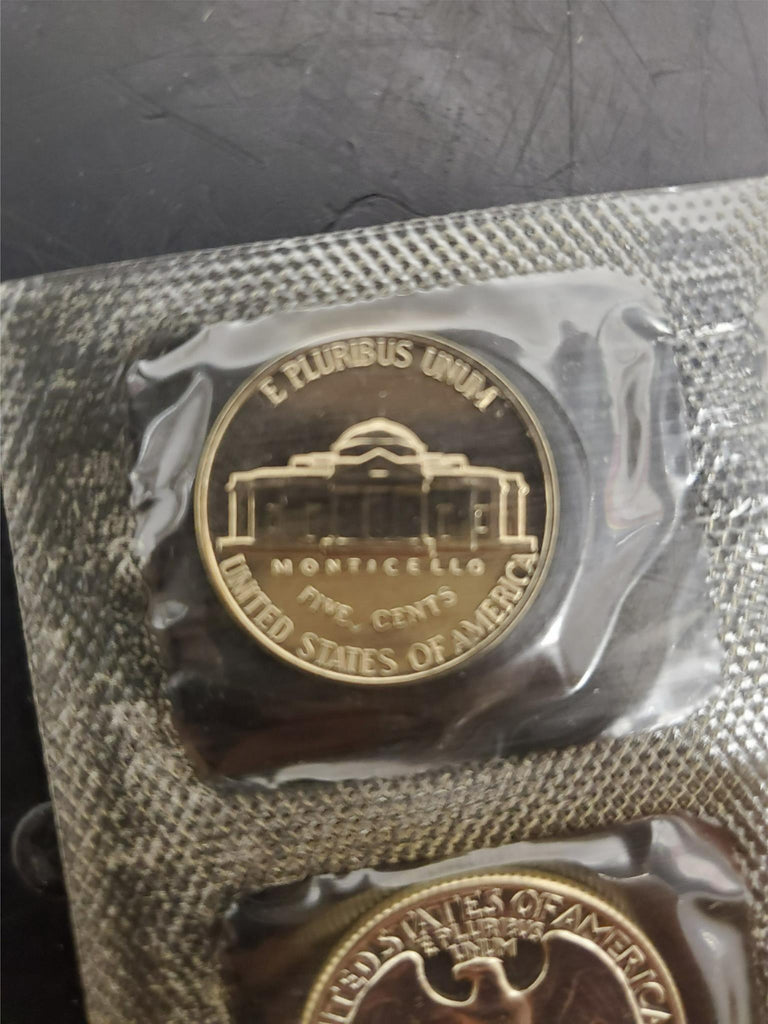 E PLURIBUS UNUM
MONTICELLO
FIVE CENTS
UNITED STATES OF AMERICA
UNITED STATES OF AMERICA
E PLURIBUS
UNUM